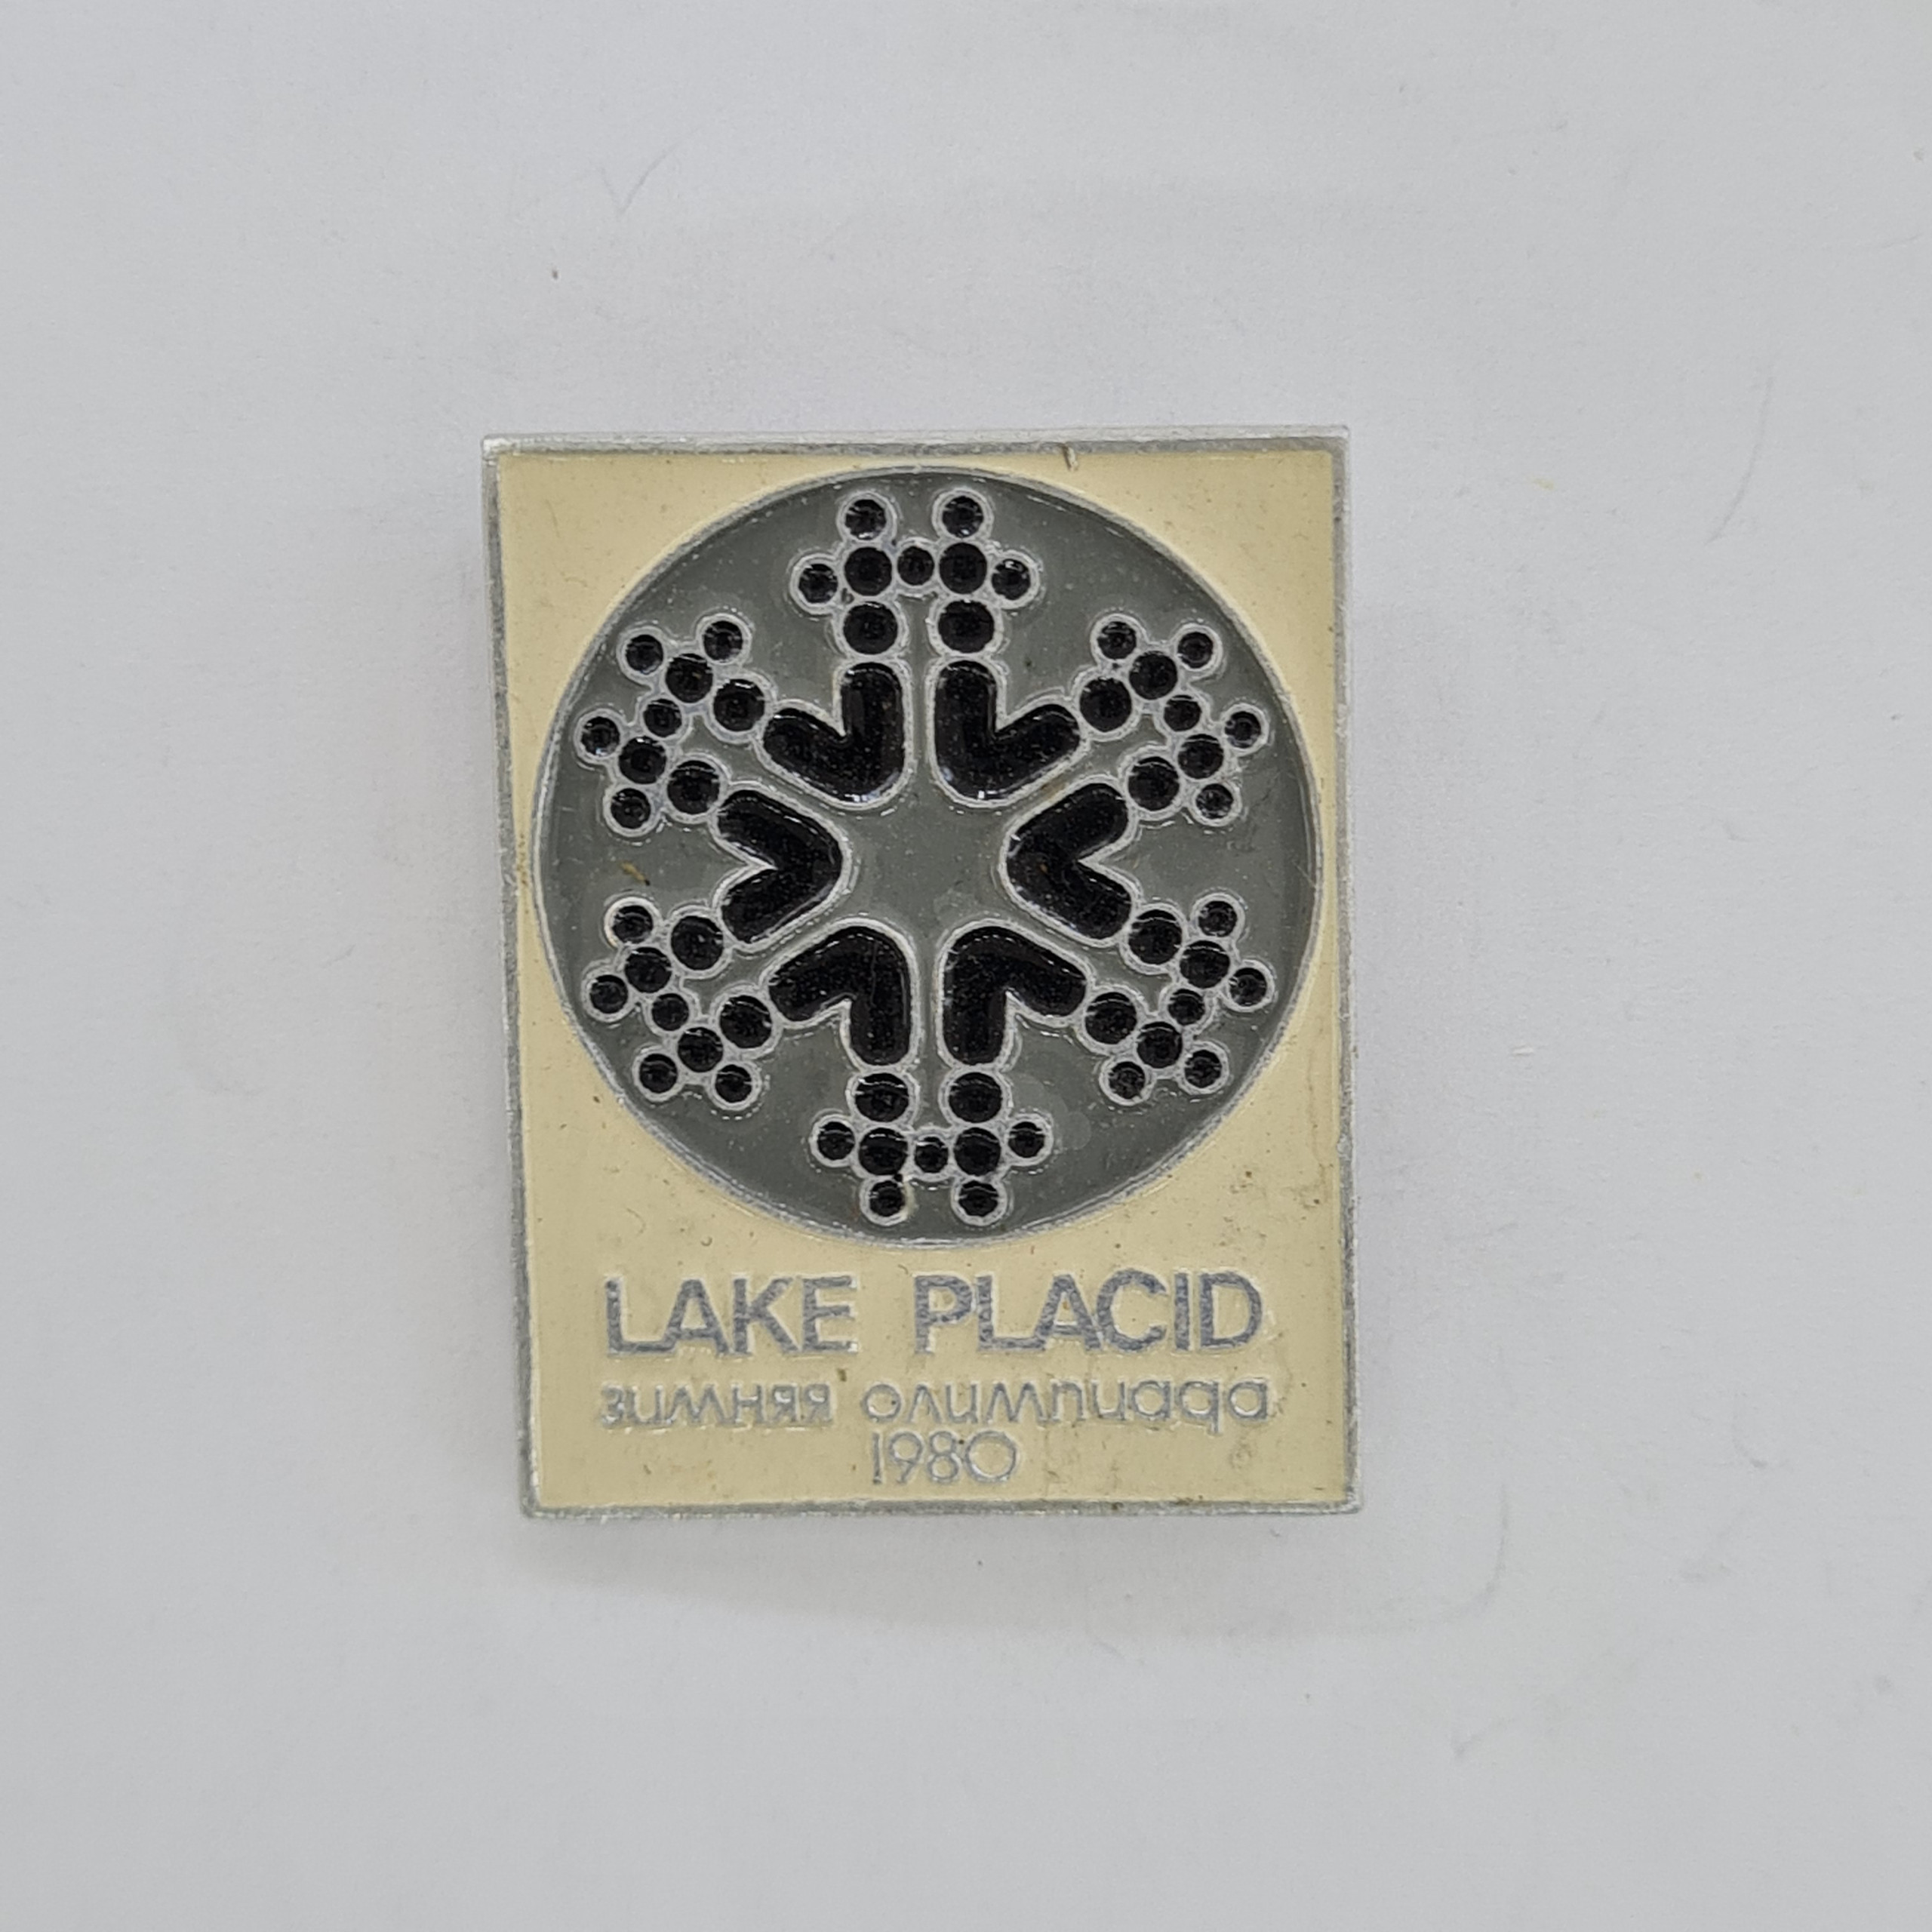 LAKE PLACID
зимняя олимпиада
1980